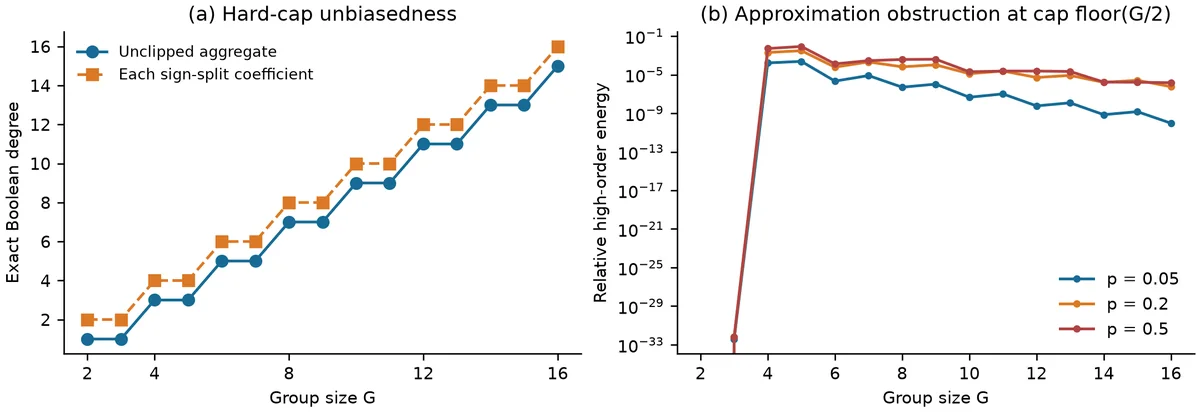 (a) Hard-cap unbiasedness
Unclipped aggregate
Each sign-split coefficient
Exact Boolean degree
16
14
12
10
8
6
4
2
2
4
8
12
16
Group size G
(b) Approximation obstruction at cap floor(G/2)
Relative high-order energy
10⁻¹
10⁻⁵
10⁻⁹
10⁻¹³
10⁻¹⁷
10⁻²¹
10⁻²⁵
10⁻²⁹
10⁻³³
p = 0.05
p = 0.2
p = 0.5
2
4
6
8
10
12
14
16
Group size G